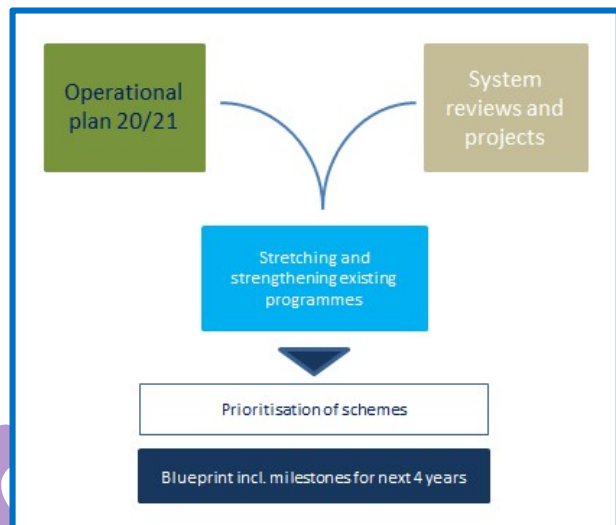 Operational
plan 20/21
System
reviews and
projects
Stretching and
strengthening existing
programmes
Prioritisation of schemes
Blueprint incl. milestones for next 4 years